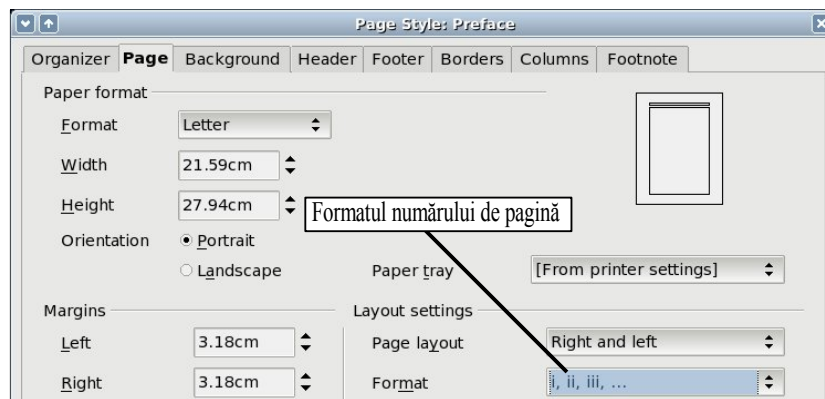 Page Style: Preface
Organizer Page Background Header Footer Borders Columns Footnote
Paper format
Format Letter
Width 21.59cm
Height 27.94cm
Formatul numărului de pagină
Orientation Portrait
Landscape Paper tray [From printer settings]
Margins Layout settings
Left 3.18cm Page layout Right and left
Right 3.18cm Format i, ii, iii, ...